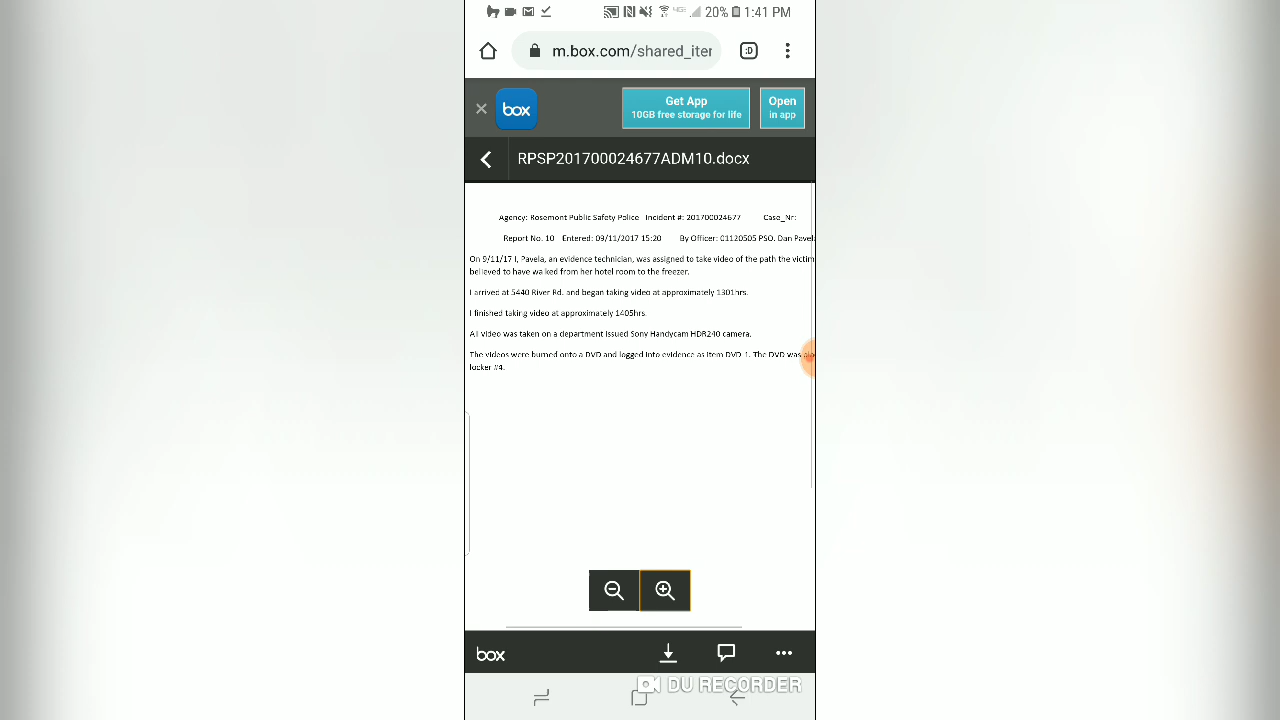 20% 1:41 PM
m.box.com/shared_iter
:D
box
Get App
10GB free storage for life
Open
in app
RPSP201700024677ADM10.docx
Agency: Rosemont Public Safety Police Incident #: 201700024677 Case_Nr:
Report No. 10 Entered: 09/11/2017 15:20 By Officer: 01120505 PSO. Dan Pavela
On 9/11/17 I, Pavela, an evidence technician, was assigned to take video of the path the victim
believed to have walked from her hotel room to the freezer.
I arrived at 5440 River Rd. and began taking video at approximately 1301hrs.
I finished taking video at approximately 1405hrs.
All video was taken on a department issued Sony Handycam HDR240 camera.
The videos were burned onto a DVD and logged into evidence as Item DVD-1. The DVD was
locker #4.
box
DU RECORDER